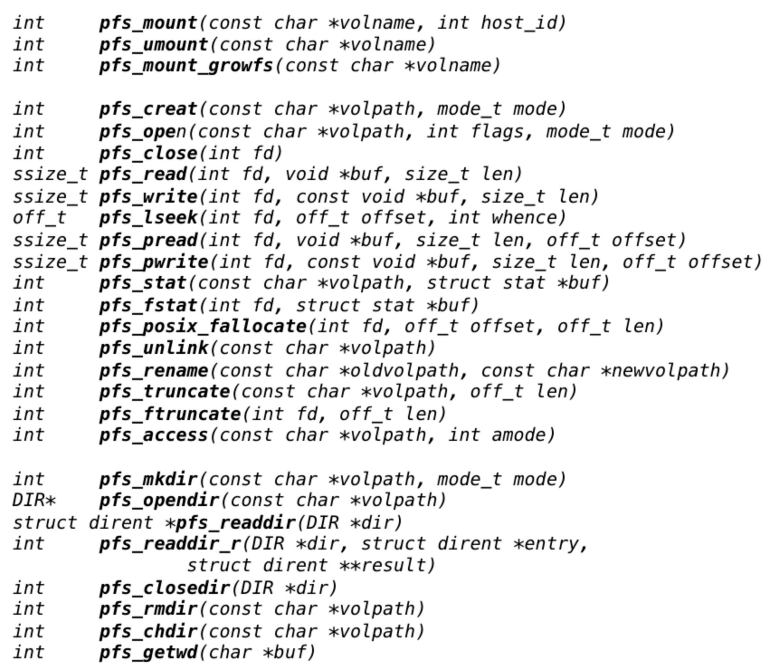 int pfs_mount(const char *volname, int host_id)
int pfs_umount(const char *volname)
int pfs_mount_growfs(const char *volname)
int pfs_creat(const char *volpath, mode_t mode)
int pfs_open(const char *volpath, int flags, mode_t mode)
int pfs_close(int fd)
ssize_t pfs_read(int fd, void *buf, size_t len)
ssize_t pfs_write(int fd, const void *buf, size_t len)
off_t pfs_lseek(int fd, off_t offset, int whence)
ssize_t pfs_pread(int fd, void *buf, size_t len, off_t offset)
ssize_t pfs_pwrite(int fd, const void *buf, size_t len, off_t offset)
int pfs_stat(const char *volpath, struct stat *buf)
int pfs_fstat(int fd, struct stat *buf)
int pfs_posix_fallocate(int fd, off_t offset, off_t len)
int pfs_unlink(const char *volpath)
int pfs_rename(const char *oldvolpath, const char *newvolpath)
int pfs_truncate(const char *volpath, off_t len)
int pfs_ftruncate(int fd, off_t len)
int pfs_access(const char *volpath, int amode)
int pfs_mkdir(const char *volpath, mode_t mode)
DIR* pfs_opendir(const char *volpath)
struct dirent *pfs_readdir(DIR *dir)
int pfs_readdir_r(DIR *dir, struct dirent *entry,
struct dirent **result)
int pfs_closedir(DIR *dir)
int pfs_rmdir(const char *volpath)
int pfs_chdir(const char *volpath)
int pfs_getwd(char *buf)